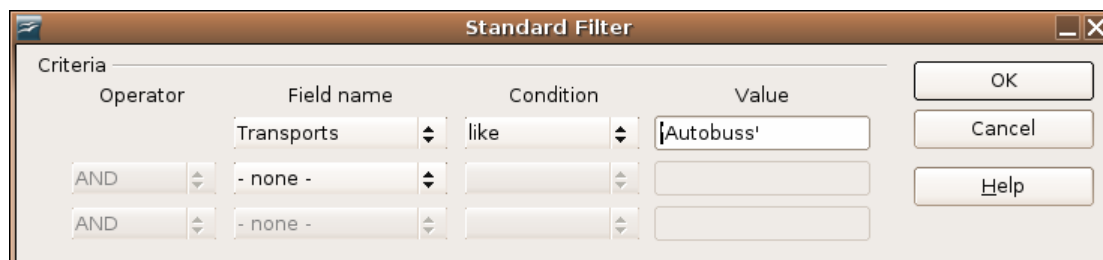 Standard Filter
Criteria
Operator Field name Condition Value
Transports like 'Autobuss'
AND - none -
AND - none -
OK
Cancel
Help